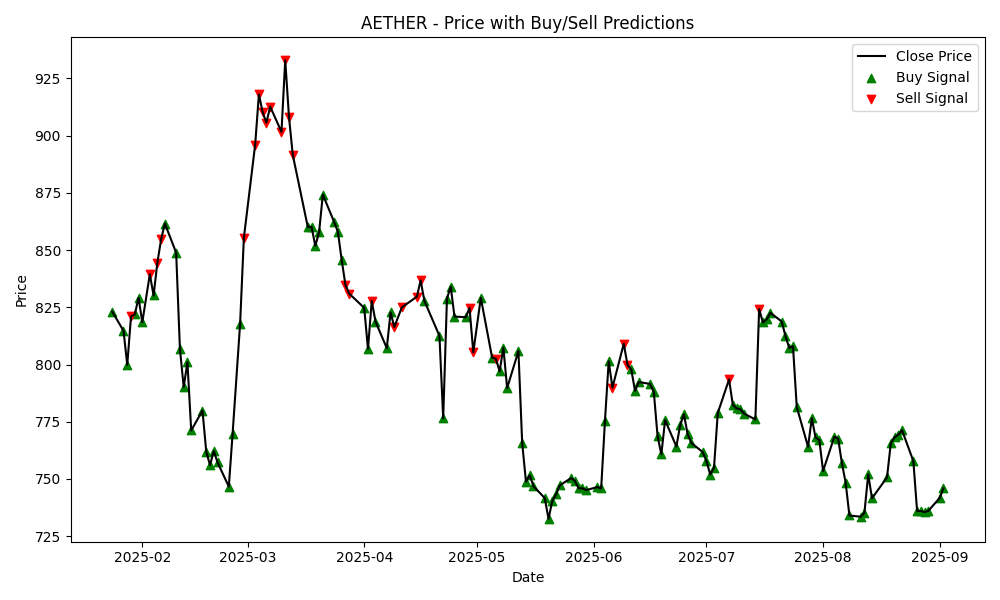 AETHER - Price with Buy/Sell Predictions
Close Price
Buy Signal
Sell Signal
Price
925
900
875
850
825
800
775
750
725
2025-02 2025-03 2025-04 2025-05 2025-06 2025-07 2025-08 2025-09
Date